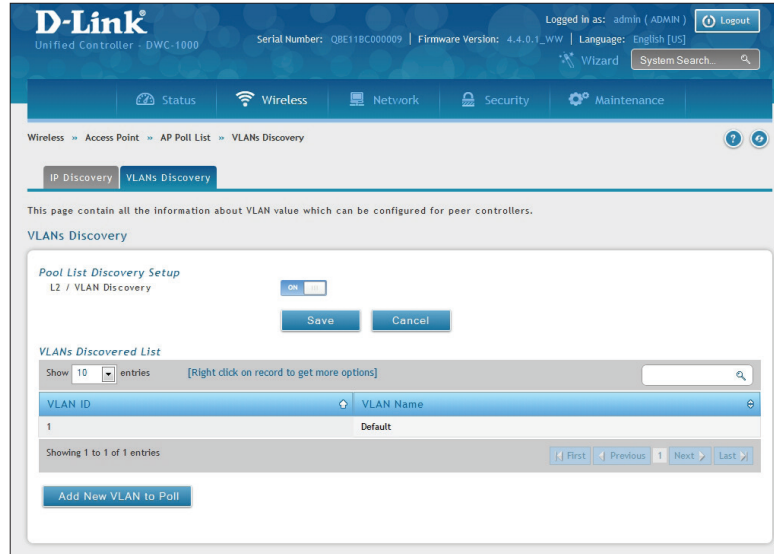 D-Link®
Unified Controller - DWC-1000
Logged in as: admin ( ADMIN ) Logout
Serial Number: QBE11BC000009 | Firmware Version: 4.4.0.1_WW | Language: English [US]
Wizard System Search..
Status Wireless Network Security Maintenance
Wireless » Access Point » AP Poll List » VLANs Discovery
IP Discovery VLANs Discovery
This page contain all the information about VLAN value which can be configured for peer controllers.
VLANs Discovery
Pool List Discovery Setup
L2 / VLAN Discovery ON
Save Cancel
VLANs Discovered List
Show 10 entries [Right click on record to get more options]
VLAN ID VLAN Name
1 Default
Showing 1 to 1 of 1 entries First Previous 1 Next Last
Add New VLAN to Poll